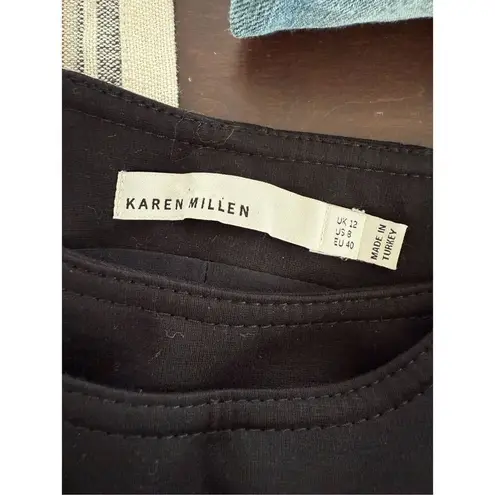 KAREN MILLEN
UK 12
US 8
EU 40
MADE IN
TURKEY